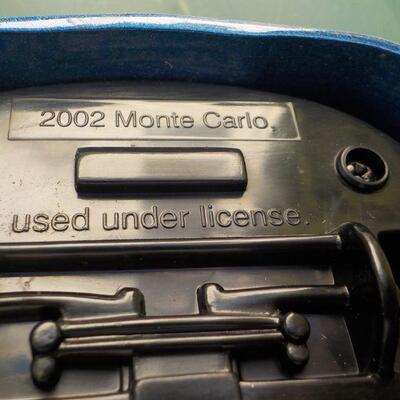 2002 Monte Carlo,
used under license.